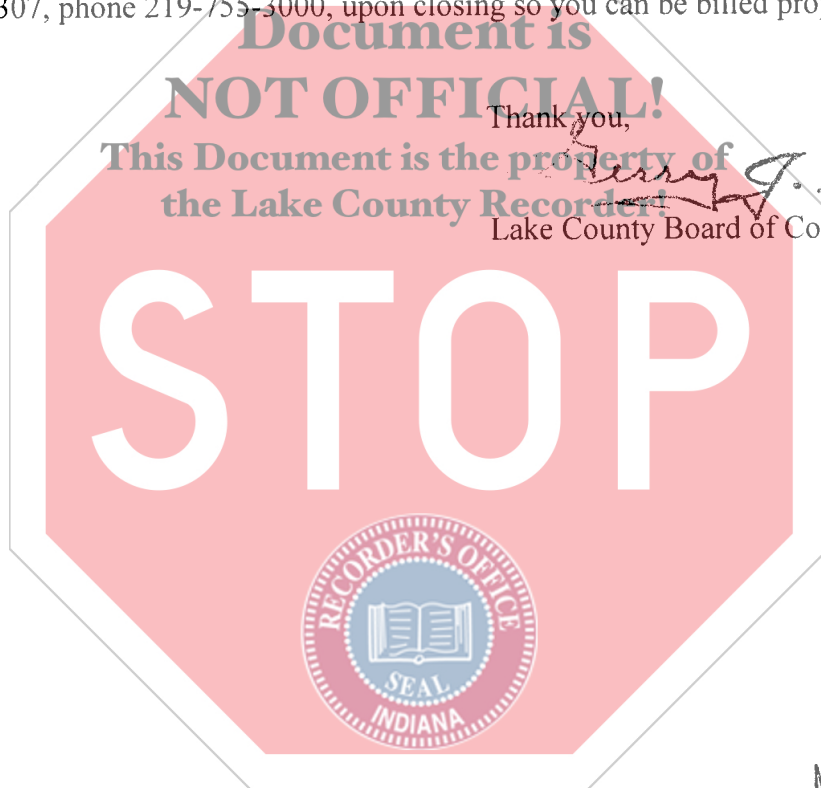 307, phone 219-755-3000, upon closing so you can be billed pro
Document is
NOT OFFICIAL!
Thank you,
This Document is the property of
the Lake County Recorder!
Lake County Board of Co
STOP
RECORDER'S OFFICE
SEAL
INDIANA